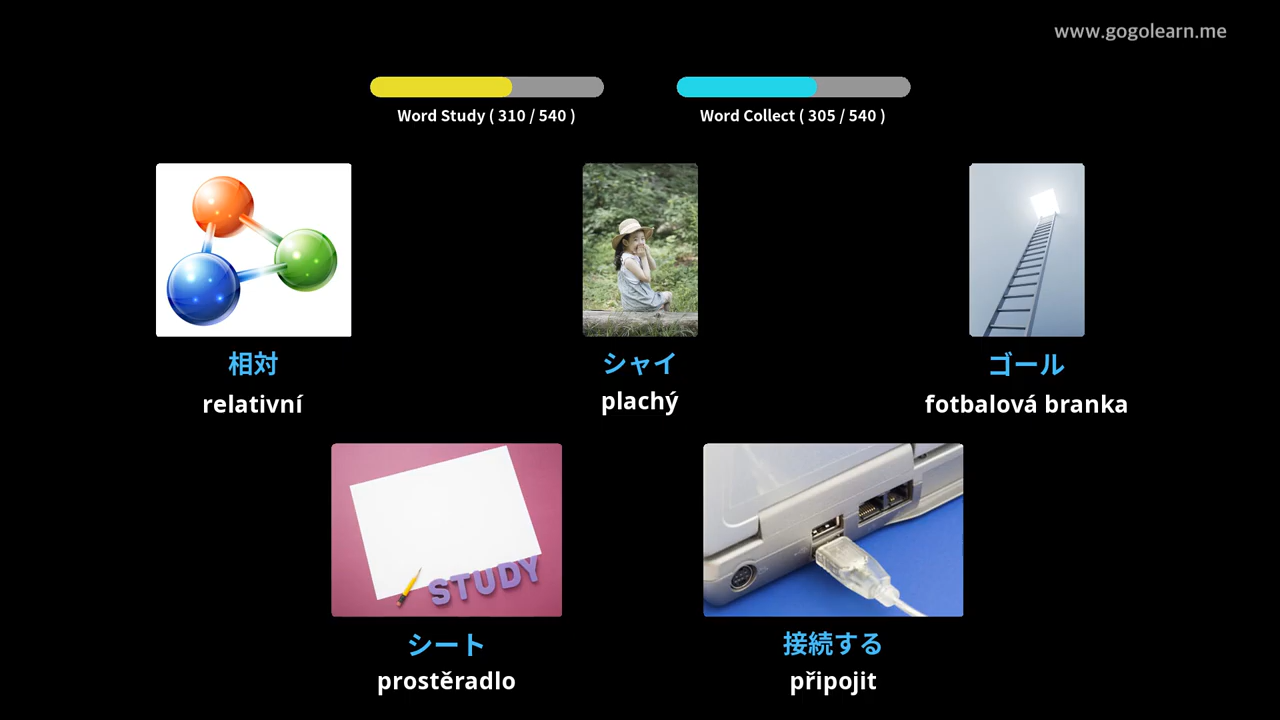 www.gogolearn.me
Word Study ( 310 / 540 )
Word Collect ( 305 / 540 )
相対
relativní
シャイ
plachý
ゴール
fotbalová branka
STUDY
シート
prostěradlo
接続する
připojit